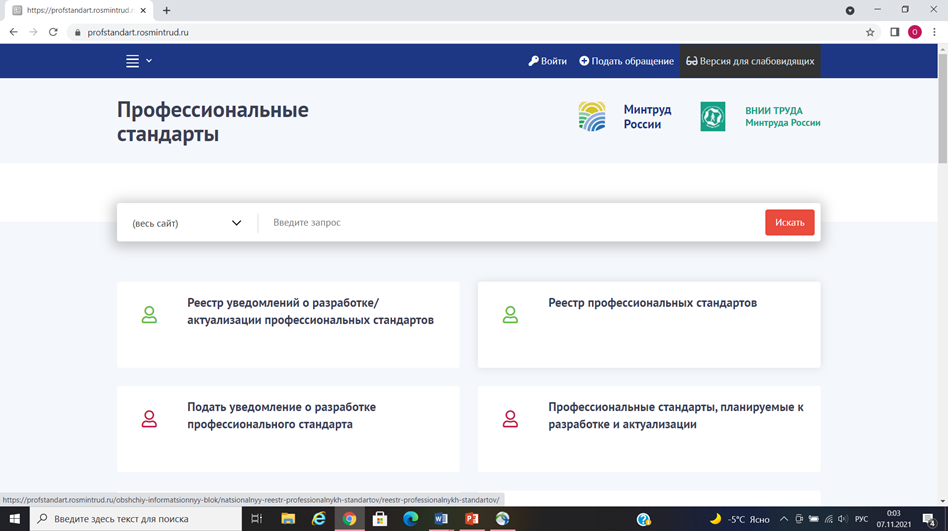 https://profstandart.rosmintrud.r
profstandart.rosmintrud.ru
О
Войти
Подать обращение
Версия для слабовидящих
Профессиональные
стандарты
Минтруд
России
ВНИИ ТРУДА
Минтруда России
(весь сайт)
Введите запрос
Искать
Реестр уведомлений о разработке/
актуализации профессиональных стандартов
Реестр профессиональных стандартов
Подать уведомление о разработке
профессионального стандарта
Профессиональные стандарты, планируемые к
разработке и актуализации
https://profstandart.rosmintrud.ru/obshchiy-informatsionnyy-blok/natsionalnyy-reestr-professionalnykh-standartov/reestr-professionalnykh-standartov/
Введите здесь текст для поиска
-5°C Ясно
РУС
0:03
07.11.2021
4